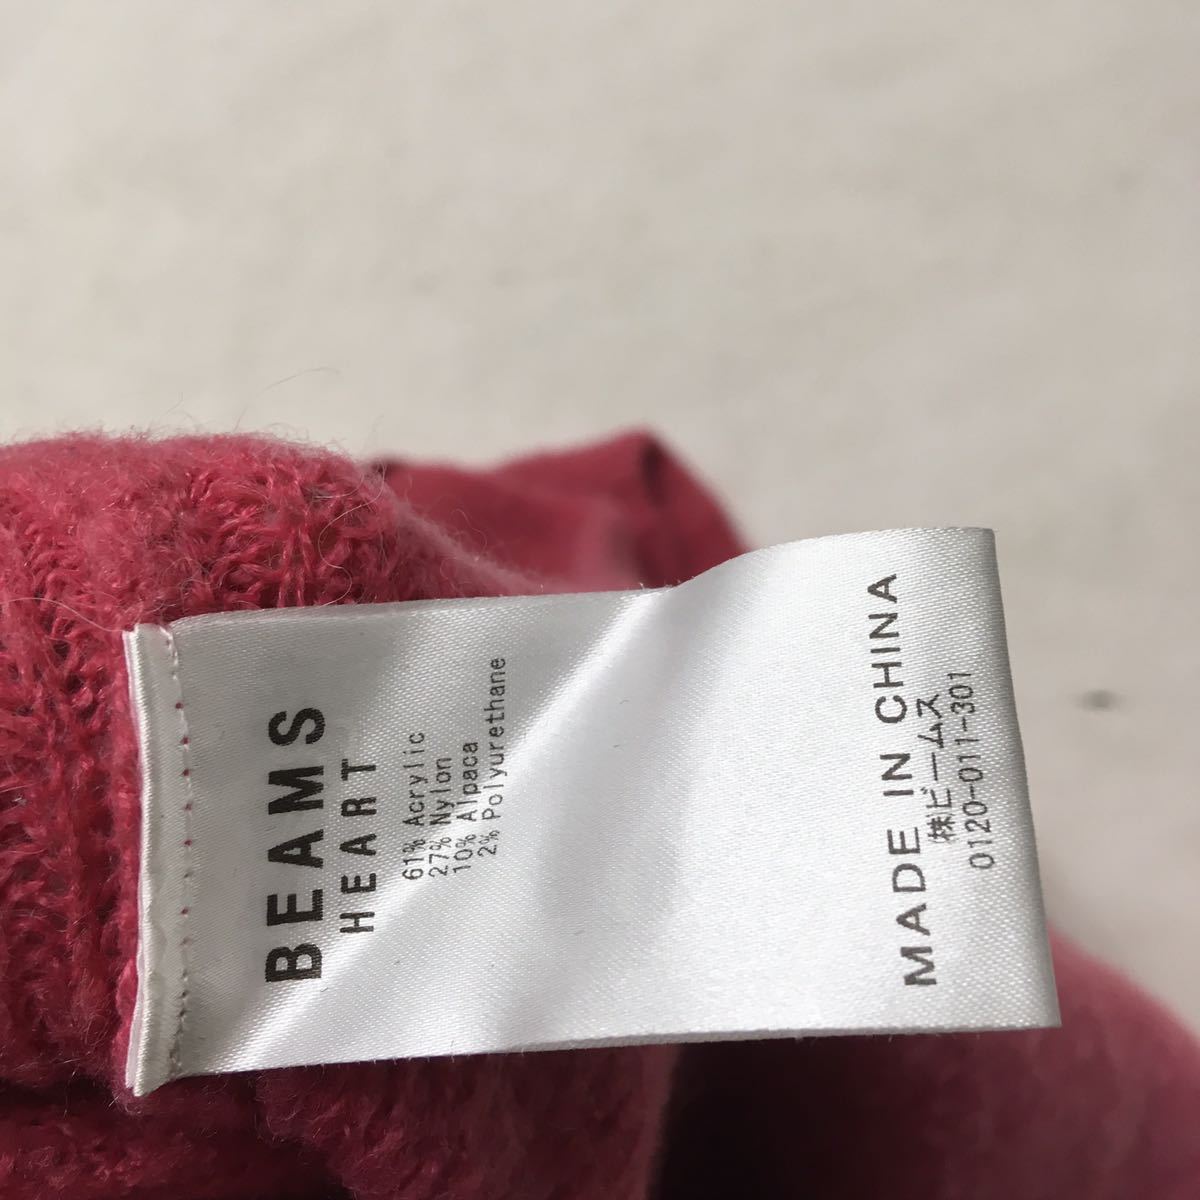 BEAMS
HEART
61% Acrylic
27% Nylon
10% Alpaca
2% Polyurethane
MADE IN CHINA
㈱ビームス
0120-011-301